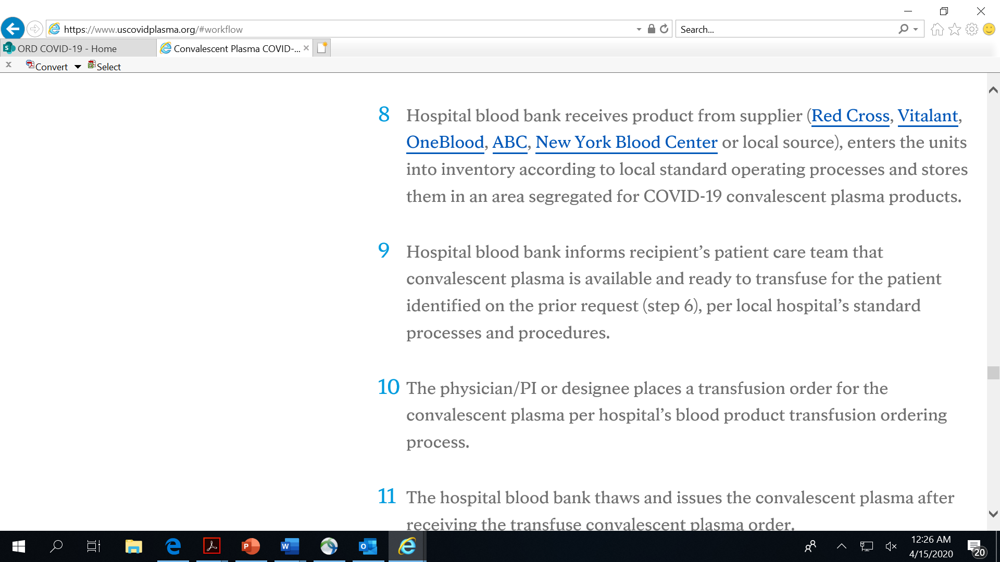 https://www.uscovidplasma.org/#workflow
Search...
ORD COVID-19 - Home
Convalescent Plasma COVID-...
Convert
Select
8 Hospital blood bank receives product from supplier (Red Cross, Vitalant,
OneBlood, ABC, New York Blood Center or local source), enters the units
into inventory according to local standard operating processes and stores
them in an area segregated for COVID-19 convalescent plasma products.
9 Hospital blood bank informs recipient’s patient care team that
convalescent plasma is available and ready to transfuse for the patient
identified on the prior request (step 6), per local hospital’s standard
processes and procedures.
10 The physician/PI or designee places a transfusion order for the
convalescent plasma per hospital’s blood product transfusion ordering
process.
11 The hospital blood bank thaws and issues the convalescent plasma after
receiving the transfuse convalescent plasma order.
12:26 AM
4/15/2020
20